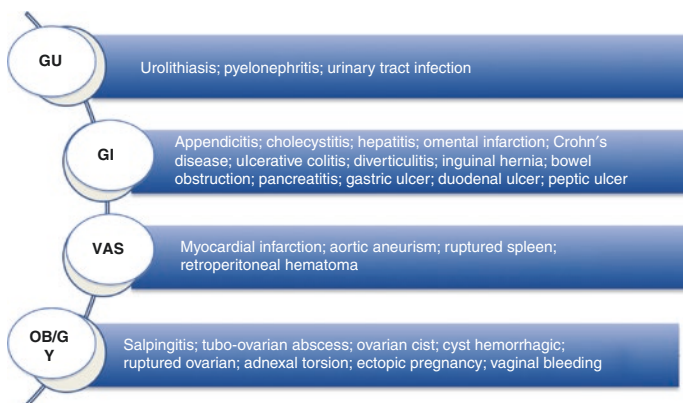 GU
Urolithiasis; pyelonephritis; urinary tract infection
GI
Appendicitis; cholecystitis; hepatitis; omental infarction; Crohn's
disease; ulcerative colitis; diverticulitis; inguinal hernia; bowel
obstruction; pancreatitis; gastric ulcer; duodenal ulcer; peptic ulcer
VAS
Myocardial infarction; aortic aneurism; ruptured spleen;
retroperitoneal hematoma
OB/G
Y
Salpingitis; tubo-ovarian abscess; ovarian cist; cyst hemorrhagic;
ruptured ovarian; adnexal torsion; ectopic pregnancy; vaginal bleeding